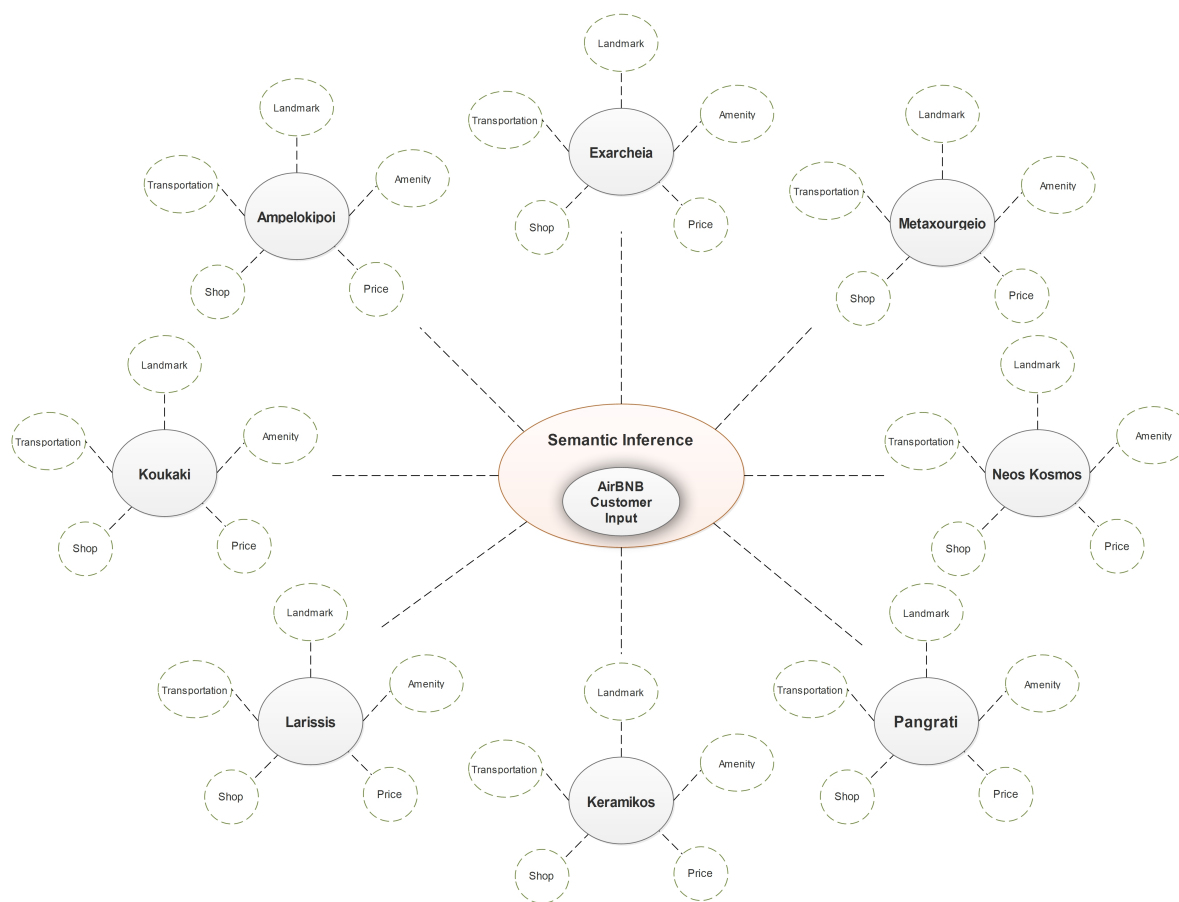 Landmark
Transportation
Amenity
Exarcheia
Shop
Price
Landmark
Transportation
Amenity
Ampelokipoi
Shop
Price
Landmark
Transportation
Amenity
Metaxourgeio
Shop
Price
Landmark
Transportation
Amenity
Koukaki
Shop
Price
Semantic Inference
AirBNB
Customer
Input
Landmark
Transportation
Amenity
Neos Kosmos
Shop
Price
Landmark
Transportation
Amenity
Larissis
Shop
Price
Landmark
Transportation
Amenity
Keramikos
Shop
Price
Landmark
Transportation
Amenity
Pangrati
Shop
Price